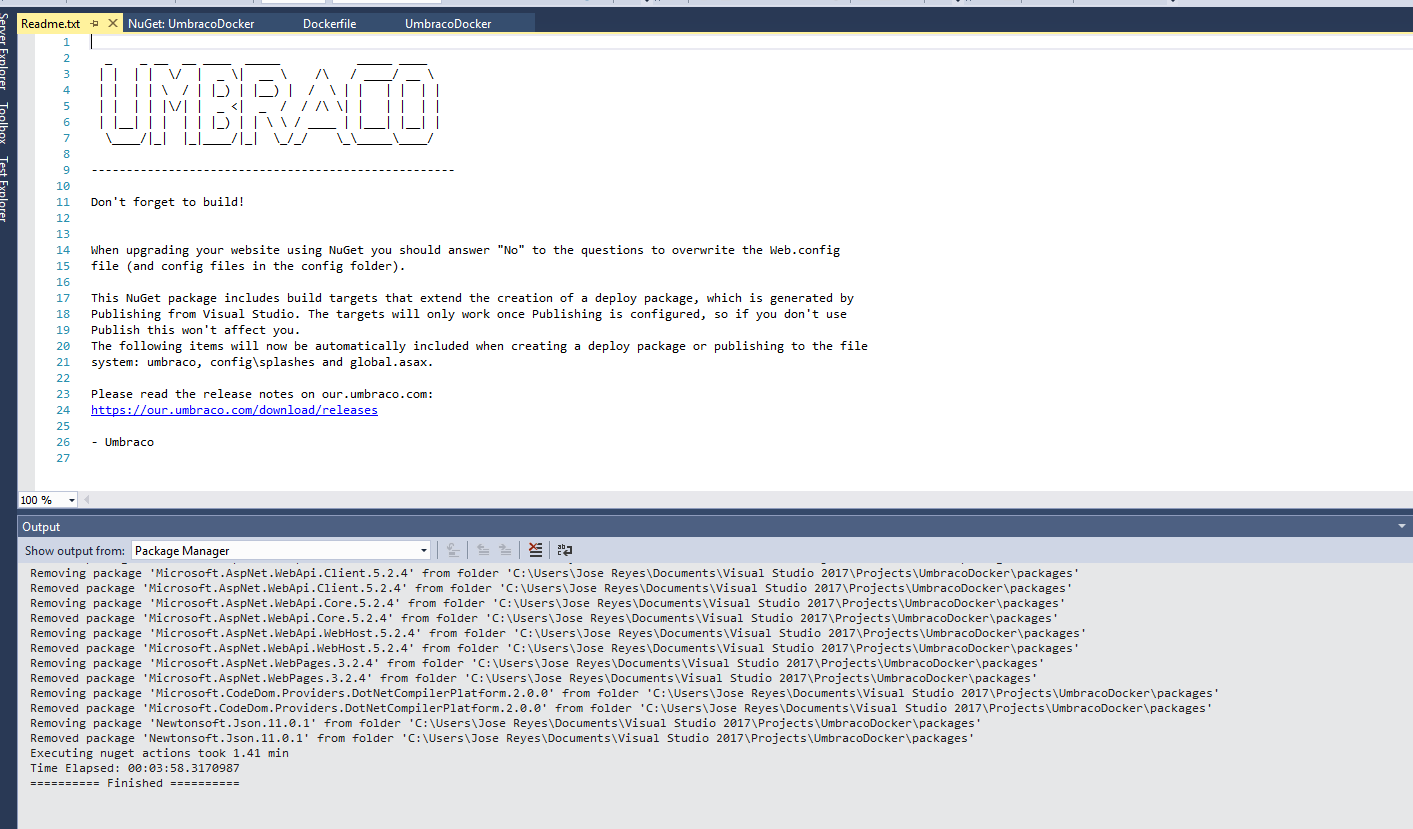 Server Explorer
Toolbox
Test Explorer
Readme.txt
NuGet: UmbracoDocker
Dockerfile
UmbracoDocker
1
2
3
4
5
6
7
UMBRACO
8
9 ----------------------------------------------------
10
11 Don't forget to build!
12
13
14 When upgrading your website using NuGet you should answer "No" to the questions to overwrite the Web.config
15 file (and config files in the config folder).
16
17 This NuGet package includes build targets that extend the creation of a deploy package, which is generated by
18 Publishing from Visual Studio. The targets will only work once Publishing is configured, so if you don't use
19 Publish this won't affect you.
20 The following items will now be automatically included when creating a deploy package or publishing to the file
21 system: umbraco, config\splashes and global.asax.
22
23 Please read the release notes on our.umbraco.com:
24 https://our.umbraco.com/download/releases
25
26 - Umbraco
27
100 %
Output
Show output from: Package Manager
Removing package 'Microsoft.AspNet.WebApi.Client.5.2.4' from folder 'C:\Users\Jose Reyes\Documents\Visual Studio 2017\Projects\UmbracoDocker\packages'
Removed package 'Microsoft.AspNet.WebApi.Client.5.2.4' from folder 'C:\Users\Jose Reyes\Documents\Visual Studio 2017\Projects\UmbracoDocker\packages'
Removing package 'Microsoft.AspNet.WebApi.Core.5.2.4' from folder 'C:\Users\Jose Reyes\Documents\Visual Studio 2017\Projects\UmbracoDocker\packages'
Removed package 'Microsoft.AspNet.WebApi.Core.5.2.4' from folder 'C:\Users\Jose Reyes\Documents\Visual Studio 2017\Projects\UmbracoDocker\packages'
Removing package 'Microsoft.AspNet.WebApi.WebHost.5.2.4' from folder 'C:\Users\Jose Reyes\Documents\Visual Studio 2017\Projects\UmbracoDocker\packages'
Removed package 'Microsoft.AspNet.WebApi.WebHost.5.2.4' from folder 'C:\Users\Jose Reyes\Documents\Visual Studio 2017\Projects\UmbracoDocker\packages'
Removing package 'Microsoft.AspNet.WebPages.3.2.4' from folder 'C:\Users\Jose Reyes\Documents\Visual Studio 2017\Projects\UmbracoDocker\packages'
Removed package 'Microsoft.AspNet.WebPages.3.2.4' from folder 'C:\Users\Jose Reyes\Documents\Visual Studio 2017\Projects\UmbracoDocker\packages'
Removing package 'Microsoft.CodeDom.Providers.DotNetCompilerPlatform.2.0.0' from folder 'C:\Users\Jose Reyes\Documents\Visual Studio 2017\Projects\UmbracoDocker\packages'
Removed package 'Microsoft.CodeDom.Providers.DotNetCompilerPlatform.2.0.0' from folder 'C:\Users\Jose Reyes\Documents\Visual Studio 2017\Projects\UmbracoDocker\packages'
Removing package 'Newtonsoft.Json.11.0.1' from folder 'C:\Users\Jose Reyes\Documents\Visual Studio 2017\Projects\UmbracoDocker\packages'
Removed package 'Newtonsoft.Json.11.0.1' from folder 'C:\Users\Jose Reyes\Documents\Visual Studio 2017\Projects\UmbracoDocker\packages'
Executing nuget actions took 1.41 min
Time Elapsed: 00:03:58.3170987
========== Finished ==========